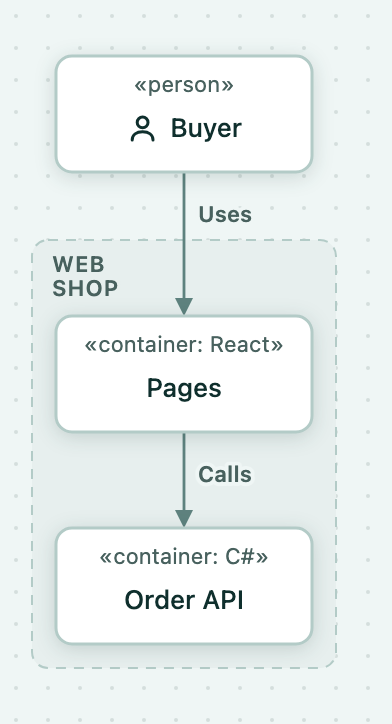 «person»
Buyer
Uses
WEB
SHOP
«container: React»
Pages
Calls
«container: C#»
Order API